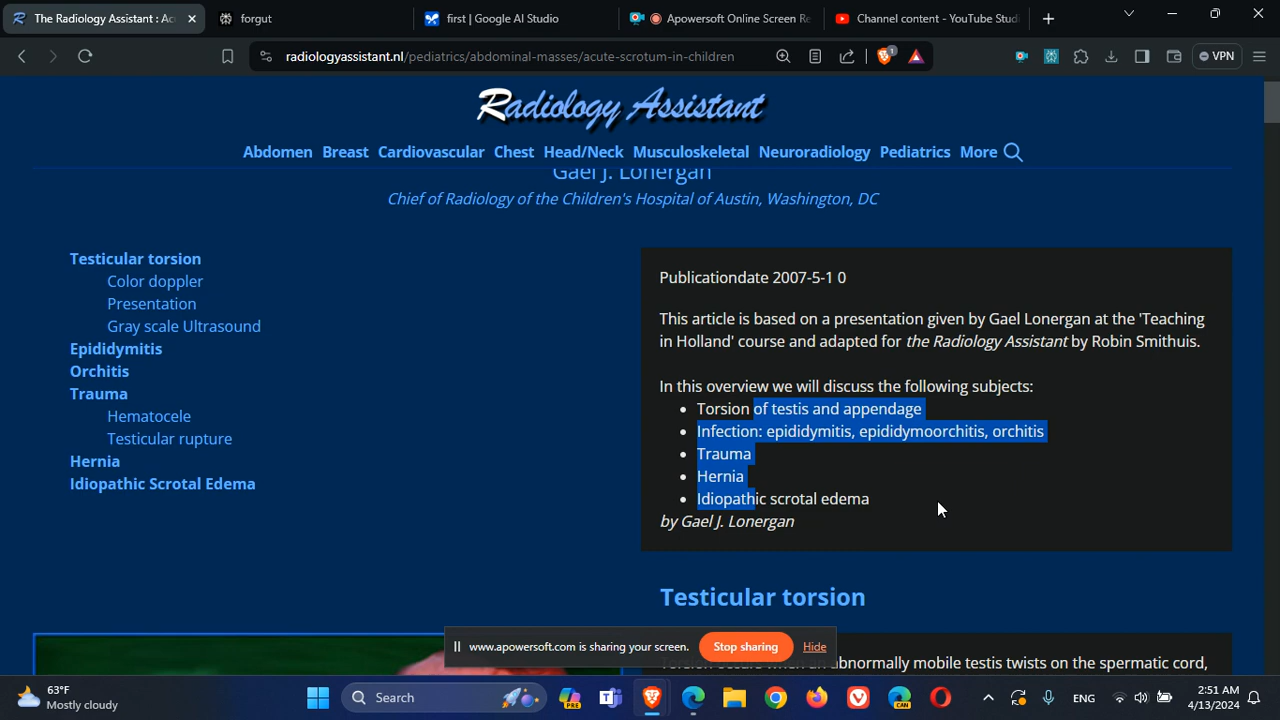 The Radiology Assistant : Acu
forgut
first | Google AI Studio
Apowersoft Online Screen Re
Channel content - YouTube Studi
radiologyassistant.nl/pediatrics/abdominal-masses/acute-scrotum-in-children
1
VPN
Radiology Assistant
Abdomen Breast Cardiovascular Chest Head/Neck Musculoskeletal Neuroradiology Pediatrics More
Gael J. Lonergan
Chief of Radiology of the Children's Hospital of Austin, Washington, DC
Testicular torsion
Color doppler
Presentation
Gray scale Ultrasound
Epididymitis
Orchitis
Trauma
Hematocele
Testicular rupture
Hernia
Idiopathic Scrotal Edema
Publicationdate 2007-5-1 0
This article is based on a presentation given by Gael Lonergan at the 'Teaching
in Holland' course and adapted for the Radiology Assistant by Robin Smithuis.
In this overview we will discuss the following subjects:
• Torsion of testis and appendage
• Infection: epididymitis, epididymoorchitis, orchitis
• Trauma
• Hernia
• Idiopathic scrotal edema
by Gael J. Lonergan
Testicular torsion
www.apowersoft.com is sharing your screen.
Stop sharing
Hide
abnormally mobile testis twists on the spermatic cord,
63°F
Mostly cloudy
Search
PRE
CAN
ENG
2:51 AM
4/13/2024